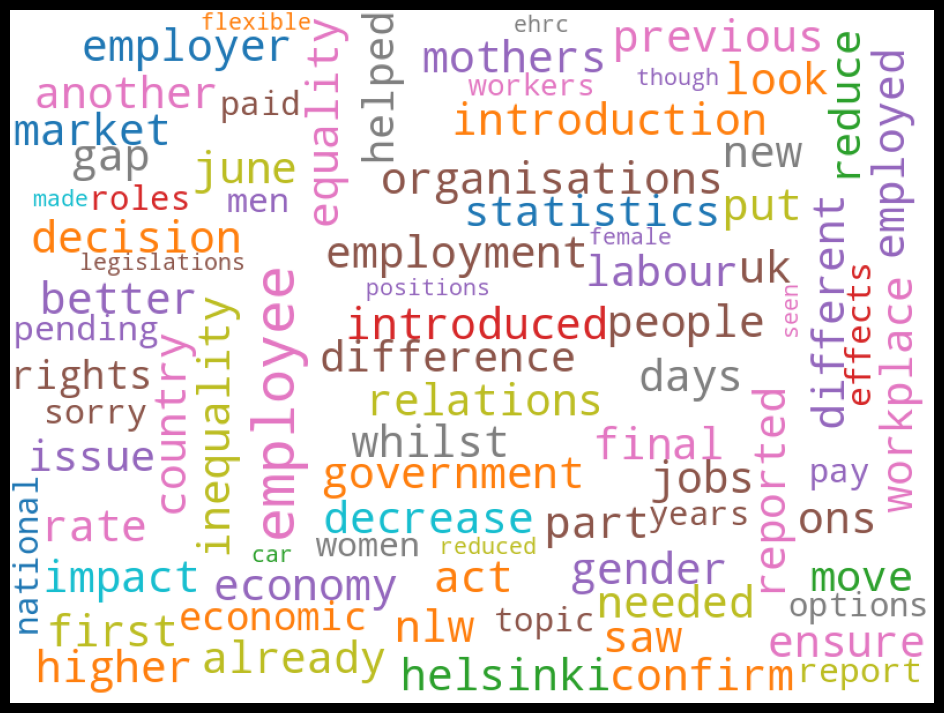 flexible
ehrc
employer
equality
helped
mothers
previous
another
paid
workers
though
look
reduce
employed
market
introduction
gap
june
new
made
roles
men
organisations
statistics
put
decision
employment
female
different
legislations
labour
uk
better
positions
seen
effects
pending
country
inequality
employee
introduced
people
workplace
rights
difference
days
sorry
relations
reported
issue
whilst
final
government
jobs
pay
national
rate
decrease
part
years
ons
car
women
reduced
impact
economy
act
gender
move
needed
options
first
economic
nlw
topic
saw
ensure
higher
already
helsinki
confirm
report